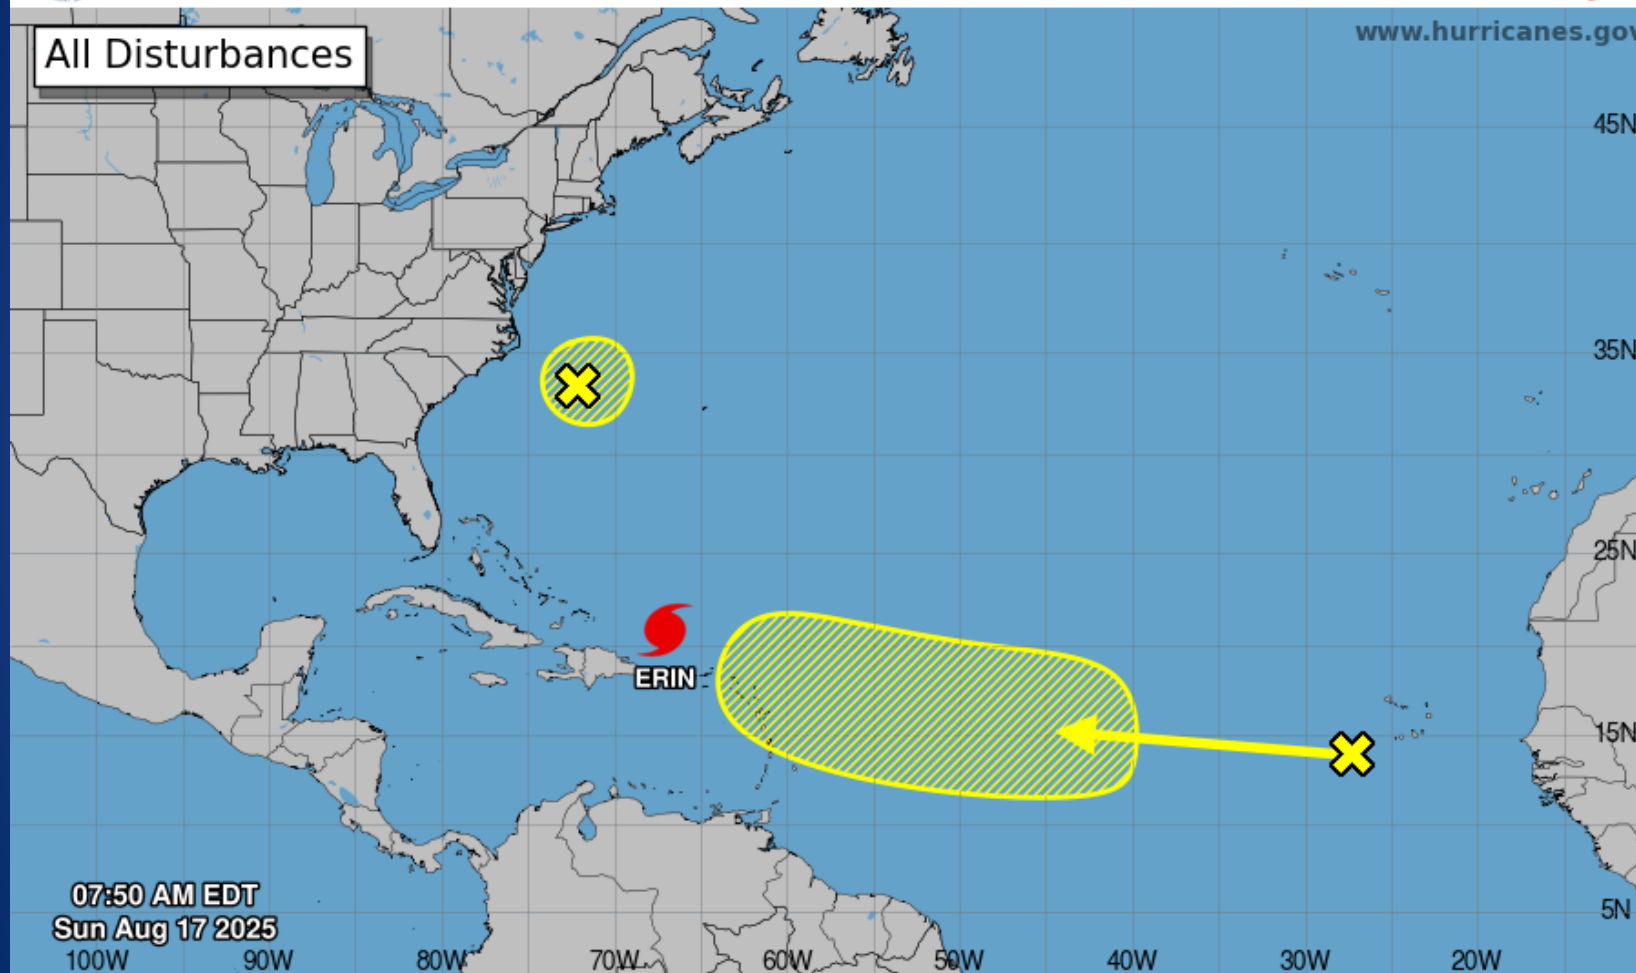 www.hurricanes.gov
All Disturbances
45N
35N
25N
ERIN
15N
07:50 AM EDT
5N
Sun Aug 17 2025
100W 90W 80W 70W 60W 50W 40W 30W 20W